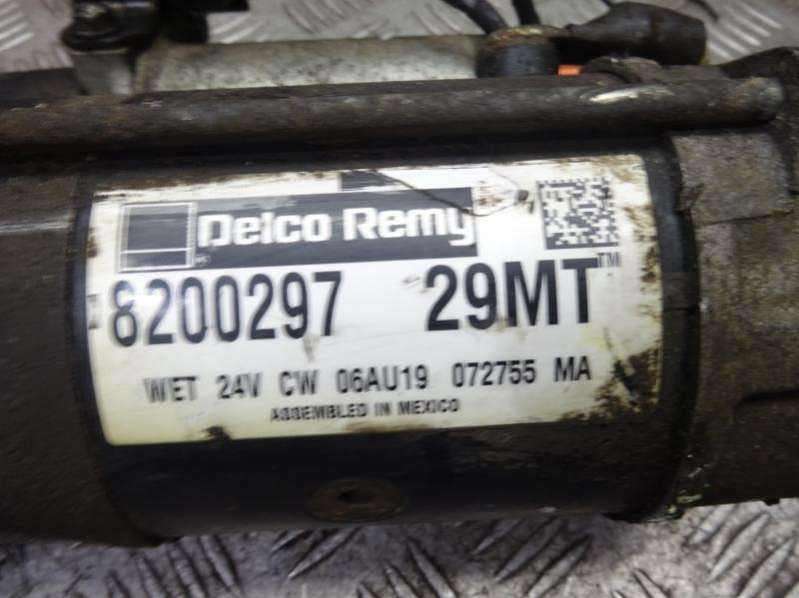 Delco Remy
8200297 29MT™
WET 24V CW 06AU19 072755 MA
ASSEMBLED IN MEXICO